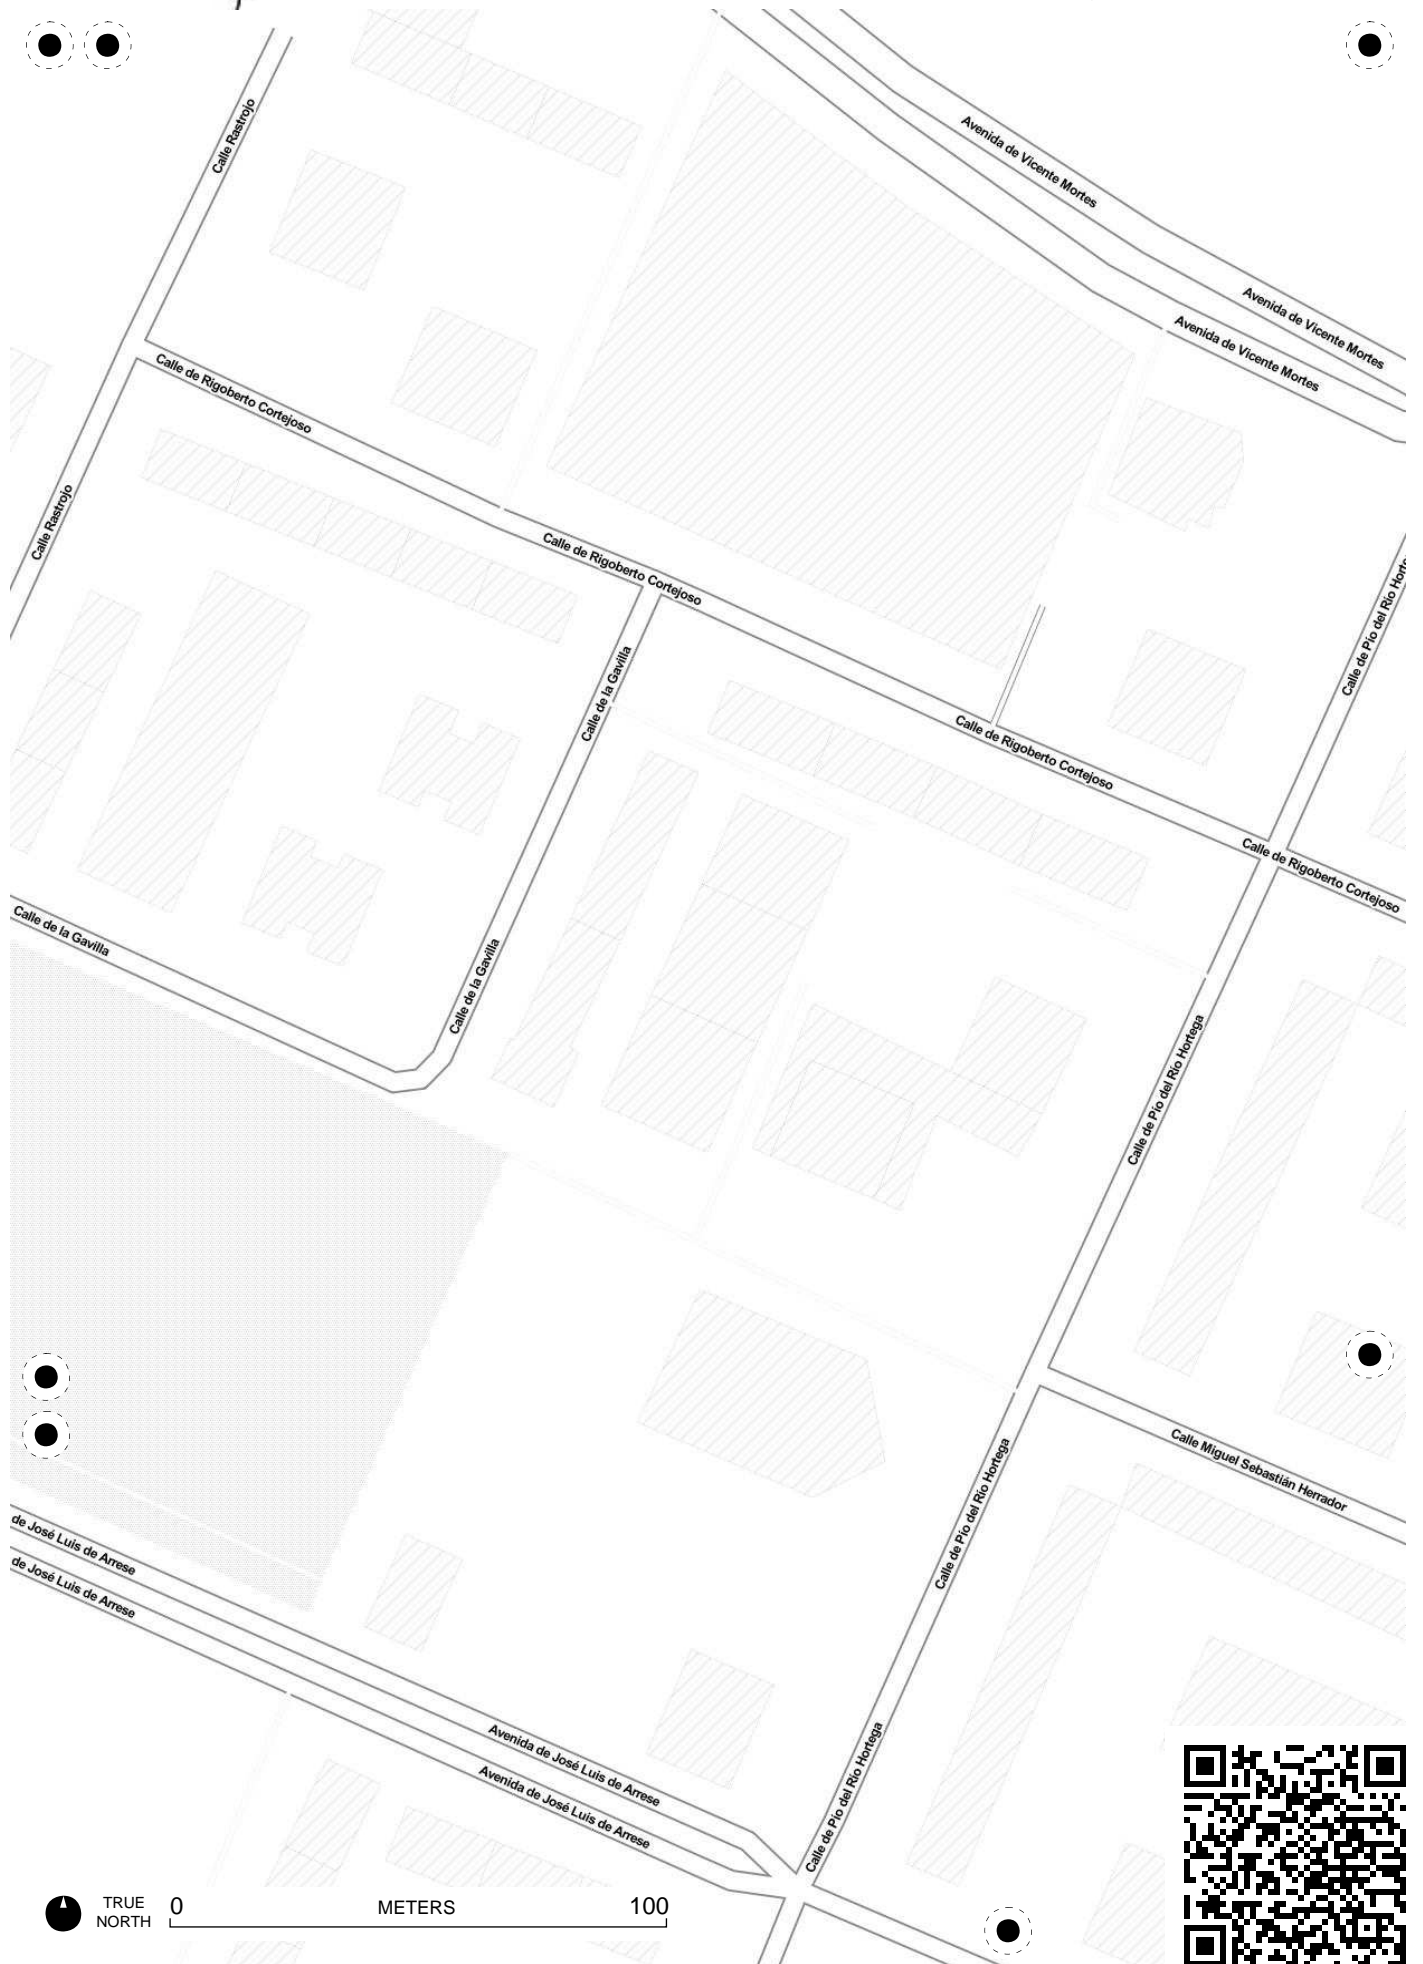 Calle Rastrojo
Avenida de Vicente Mortes
Avenida de Vicente Mortes
Avenida de Vicente Mortes
Calle de Rigoberto Cortejoso
Calle Rastrojo
Calle de Rigoberto Cortejoso
Calle de Pío del Río Horte
Calle de la Gavilla
Calle de Rigoberto Cortejoso
Calle de Rigoberto Cortejoso
Calle de la Gavilla
Calle de la Gavilla
Calle de Pío del Río Hortega
Calle Miguel Sebastián Herrador
Calle de Pío del Río Hortega
de José Luis de Arrese
de José Luis de Arrese
Avenida de José Luis de Arrese
Avenida de José Luis de Arrese
Calle de Pío del Río Hortega
TRUE
NORTH
0 METERS 100